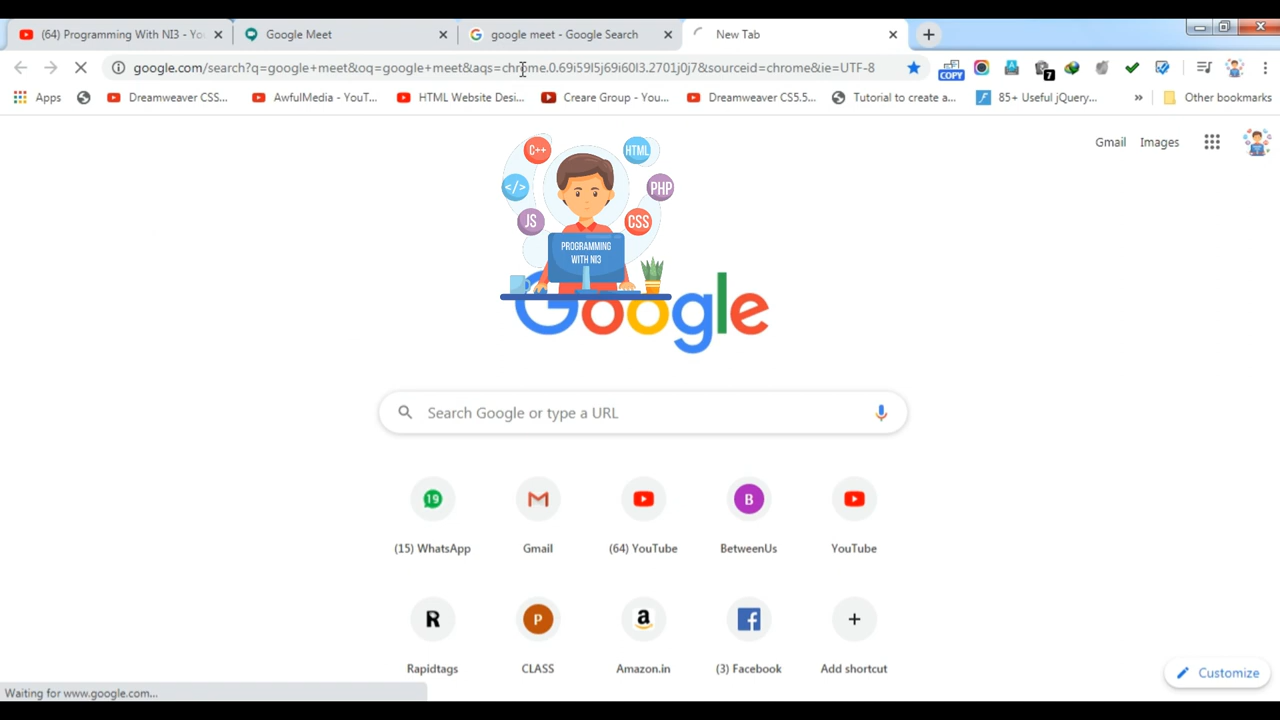 (64) Programming With NI3 - Yo
Google Meet
google meet - Google Search
New Tab
google.com/search?q=google+meet&oq=google+meet&aqs=chrome.0.69i59l5j69i60l3.2701j0j7&sourceid=chrome&ie=UTF-8
COPY
7
Apps
Dreamweaver CSS...
AwfulMedia - YouT...
HTML Website Desi...
Creare Group - You...
Dreamweaver CS5.5...
Tutorial to create a...
85+ Useful jQuery...
»
Other bookmarks
Gmail
Images
C++
HTML
</>
PHP
JS
CSS
PROGRAMMING
WITH NI3
Google
Search Google or type a URL
19
B
(15) WhatsApp
Gmail
(64) YouTube
BetweenUs
YouTube
R
P
a
Rapidtags
CLASS
Amazon.in
(3) Facebook
Add shortcut
Customize
Waiting for www.google.com...